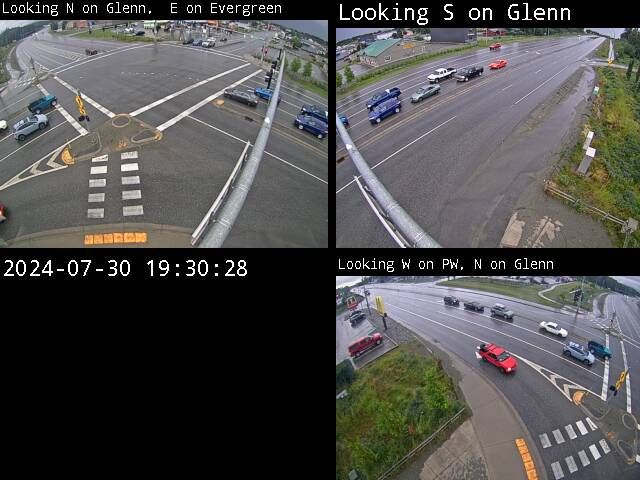 Looking N on Glenn,  E on Evergreen
Looking S on Glenn
2024-07-30 19:30:28
Looking W on PW, N on Glenn